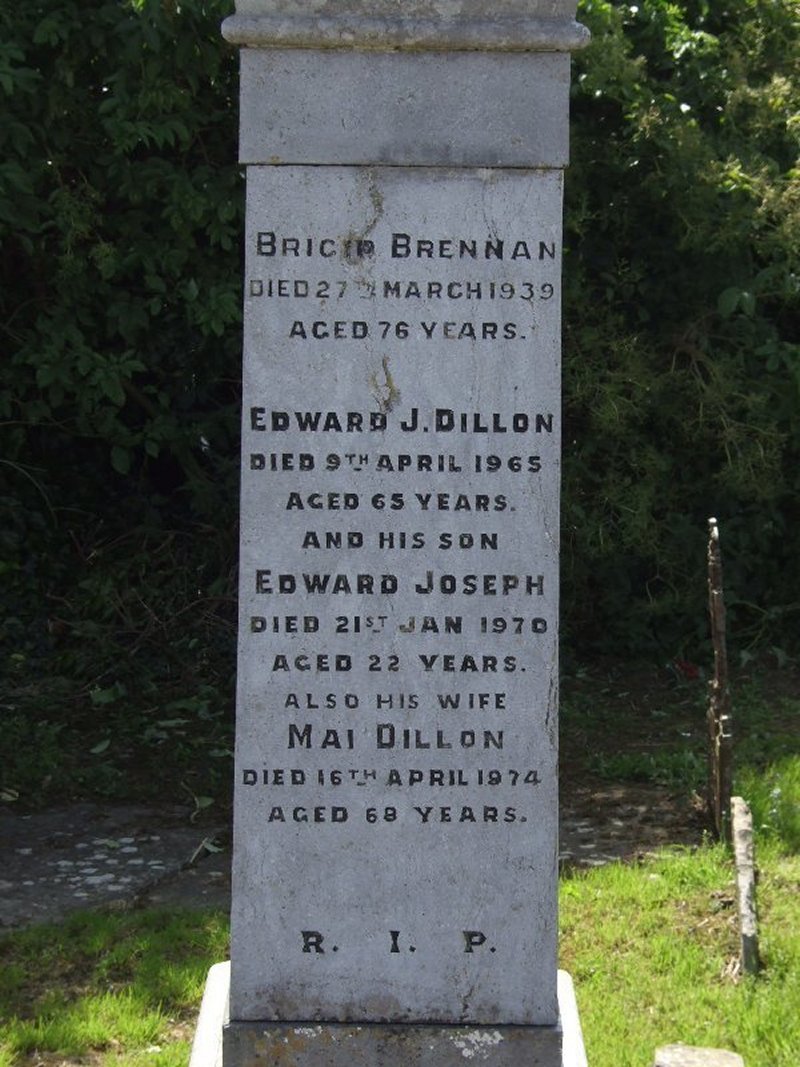 BRIGID BRENNAN
DIED 27TH MARCH 1939
AGED 76 YEARS.
EDWARD J. DILLON
DIED 9TH APRIL 1965
AGED 65 YEARS.
AND HIS SON
EDWARD JOSEPH
DIED 21ST JAN 1970
AGED 22 YEARS.
ALSO HIS WIFE
MAI DILLON
DIED 16TH APRIL 1974
AGED 68 YEARS.
R. I. P.